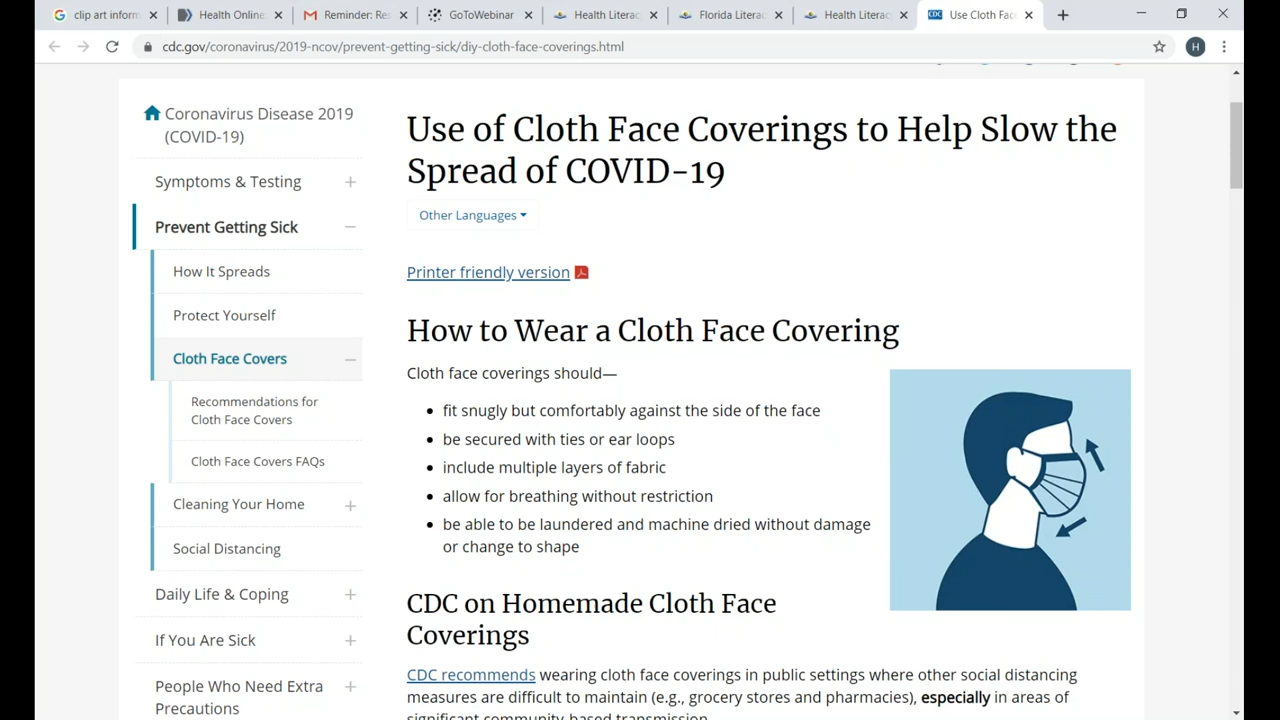 clip art inform
Health Online:
Reminder: Res
GoToWebinar
Health Literac
Florida Literac
Health Literac
CDC Use Cloth Fac
cdc.gov/coronavirus/2019-ncov/prevent-getting-sick/diy-cloth-face-coverings.html
H
Coronavirus Disease 2019
(COVID-19)
Symptoms & Testing
Prevent Getting Sick
How It Spreads
Protect Yourself
Cloth Face Covers
Recommendations for
Cloth Face Covers
Cloth Face Covers FAQs
Cleaning Your Home
Social Distancing
Daily Life & Coping
If You Are Sick
People Who Need Extra
Precautions
Use of Cloth Face Coverings to Help Slow the
Spread of COVID-19
Other Languages
Printer friendly version
How to Wear a Cloth Face Covering
Cloth face coverings should—
• fit snugly but comfortably against the side of the face
• be secured with ties or ear loops
• include multiple layers of fabric
• allow for breathing without restriction
• be able to be laundered and machine dried without damage
or change to shape
CDC on Homemade Cloth Face
Coverings
CDC recommends wearing cloth face coverings in public settings where other social distancing
measures are difficult to maintain (e.g., grocery stores and pharmacies), especially in areas of
significant community-based transmission.